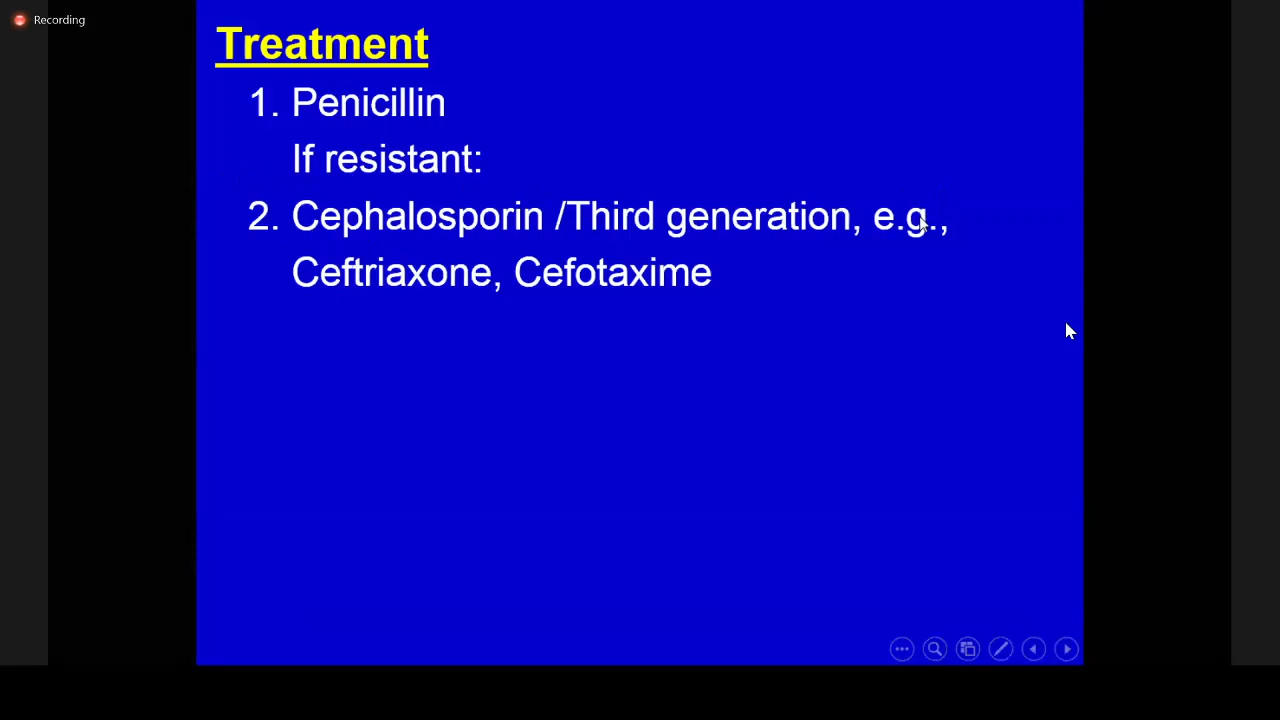 Recording
Treatment
1. Penicillin
If resistant:
2. Cephalosporin /Third generation, e.g.,
Ceftriaxone, Cefotaxime